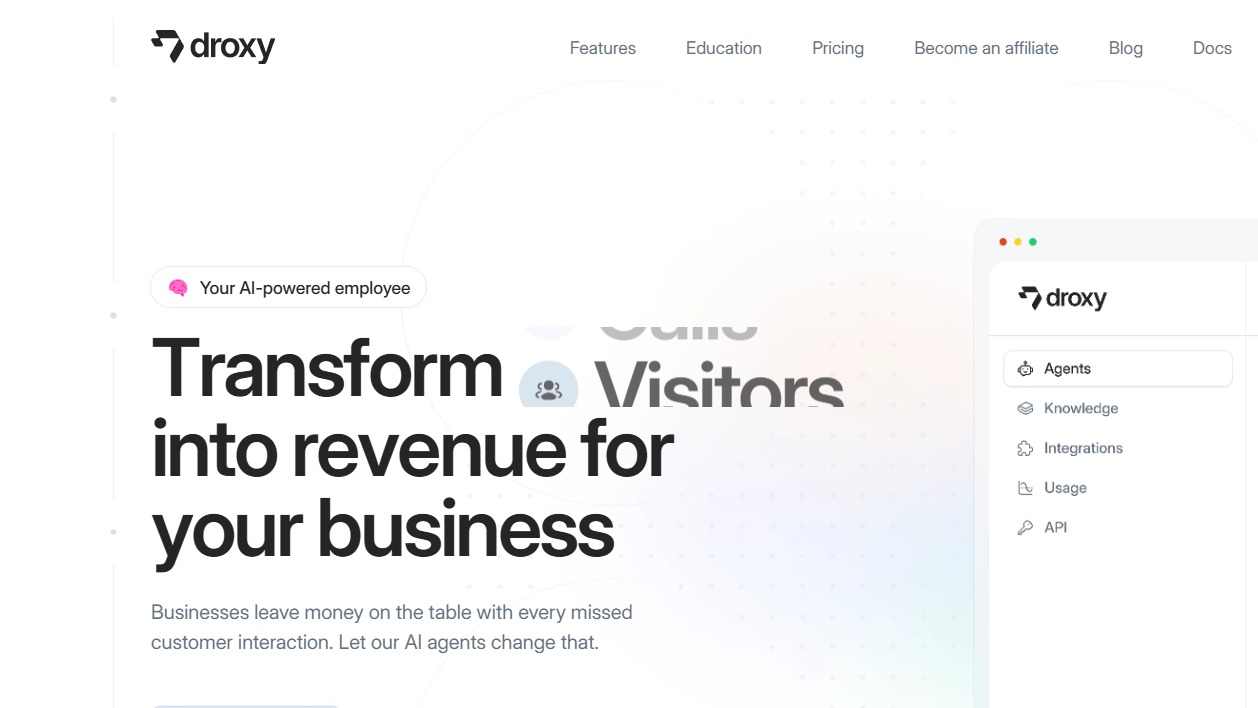 droxy
Features Education Pricing Become an affiliate Blog Docs
Your AI-powered employee
Calls
Transform Visitors
into revenue for
your business
Businesses leave money on the table with every missed
customer interaction. Let our AI agents change that.
droxy
Agents
Knowledge
Integrations
Usage
API